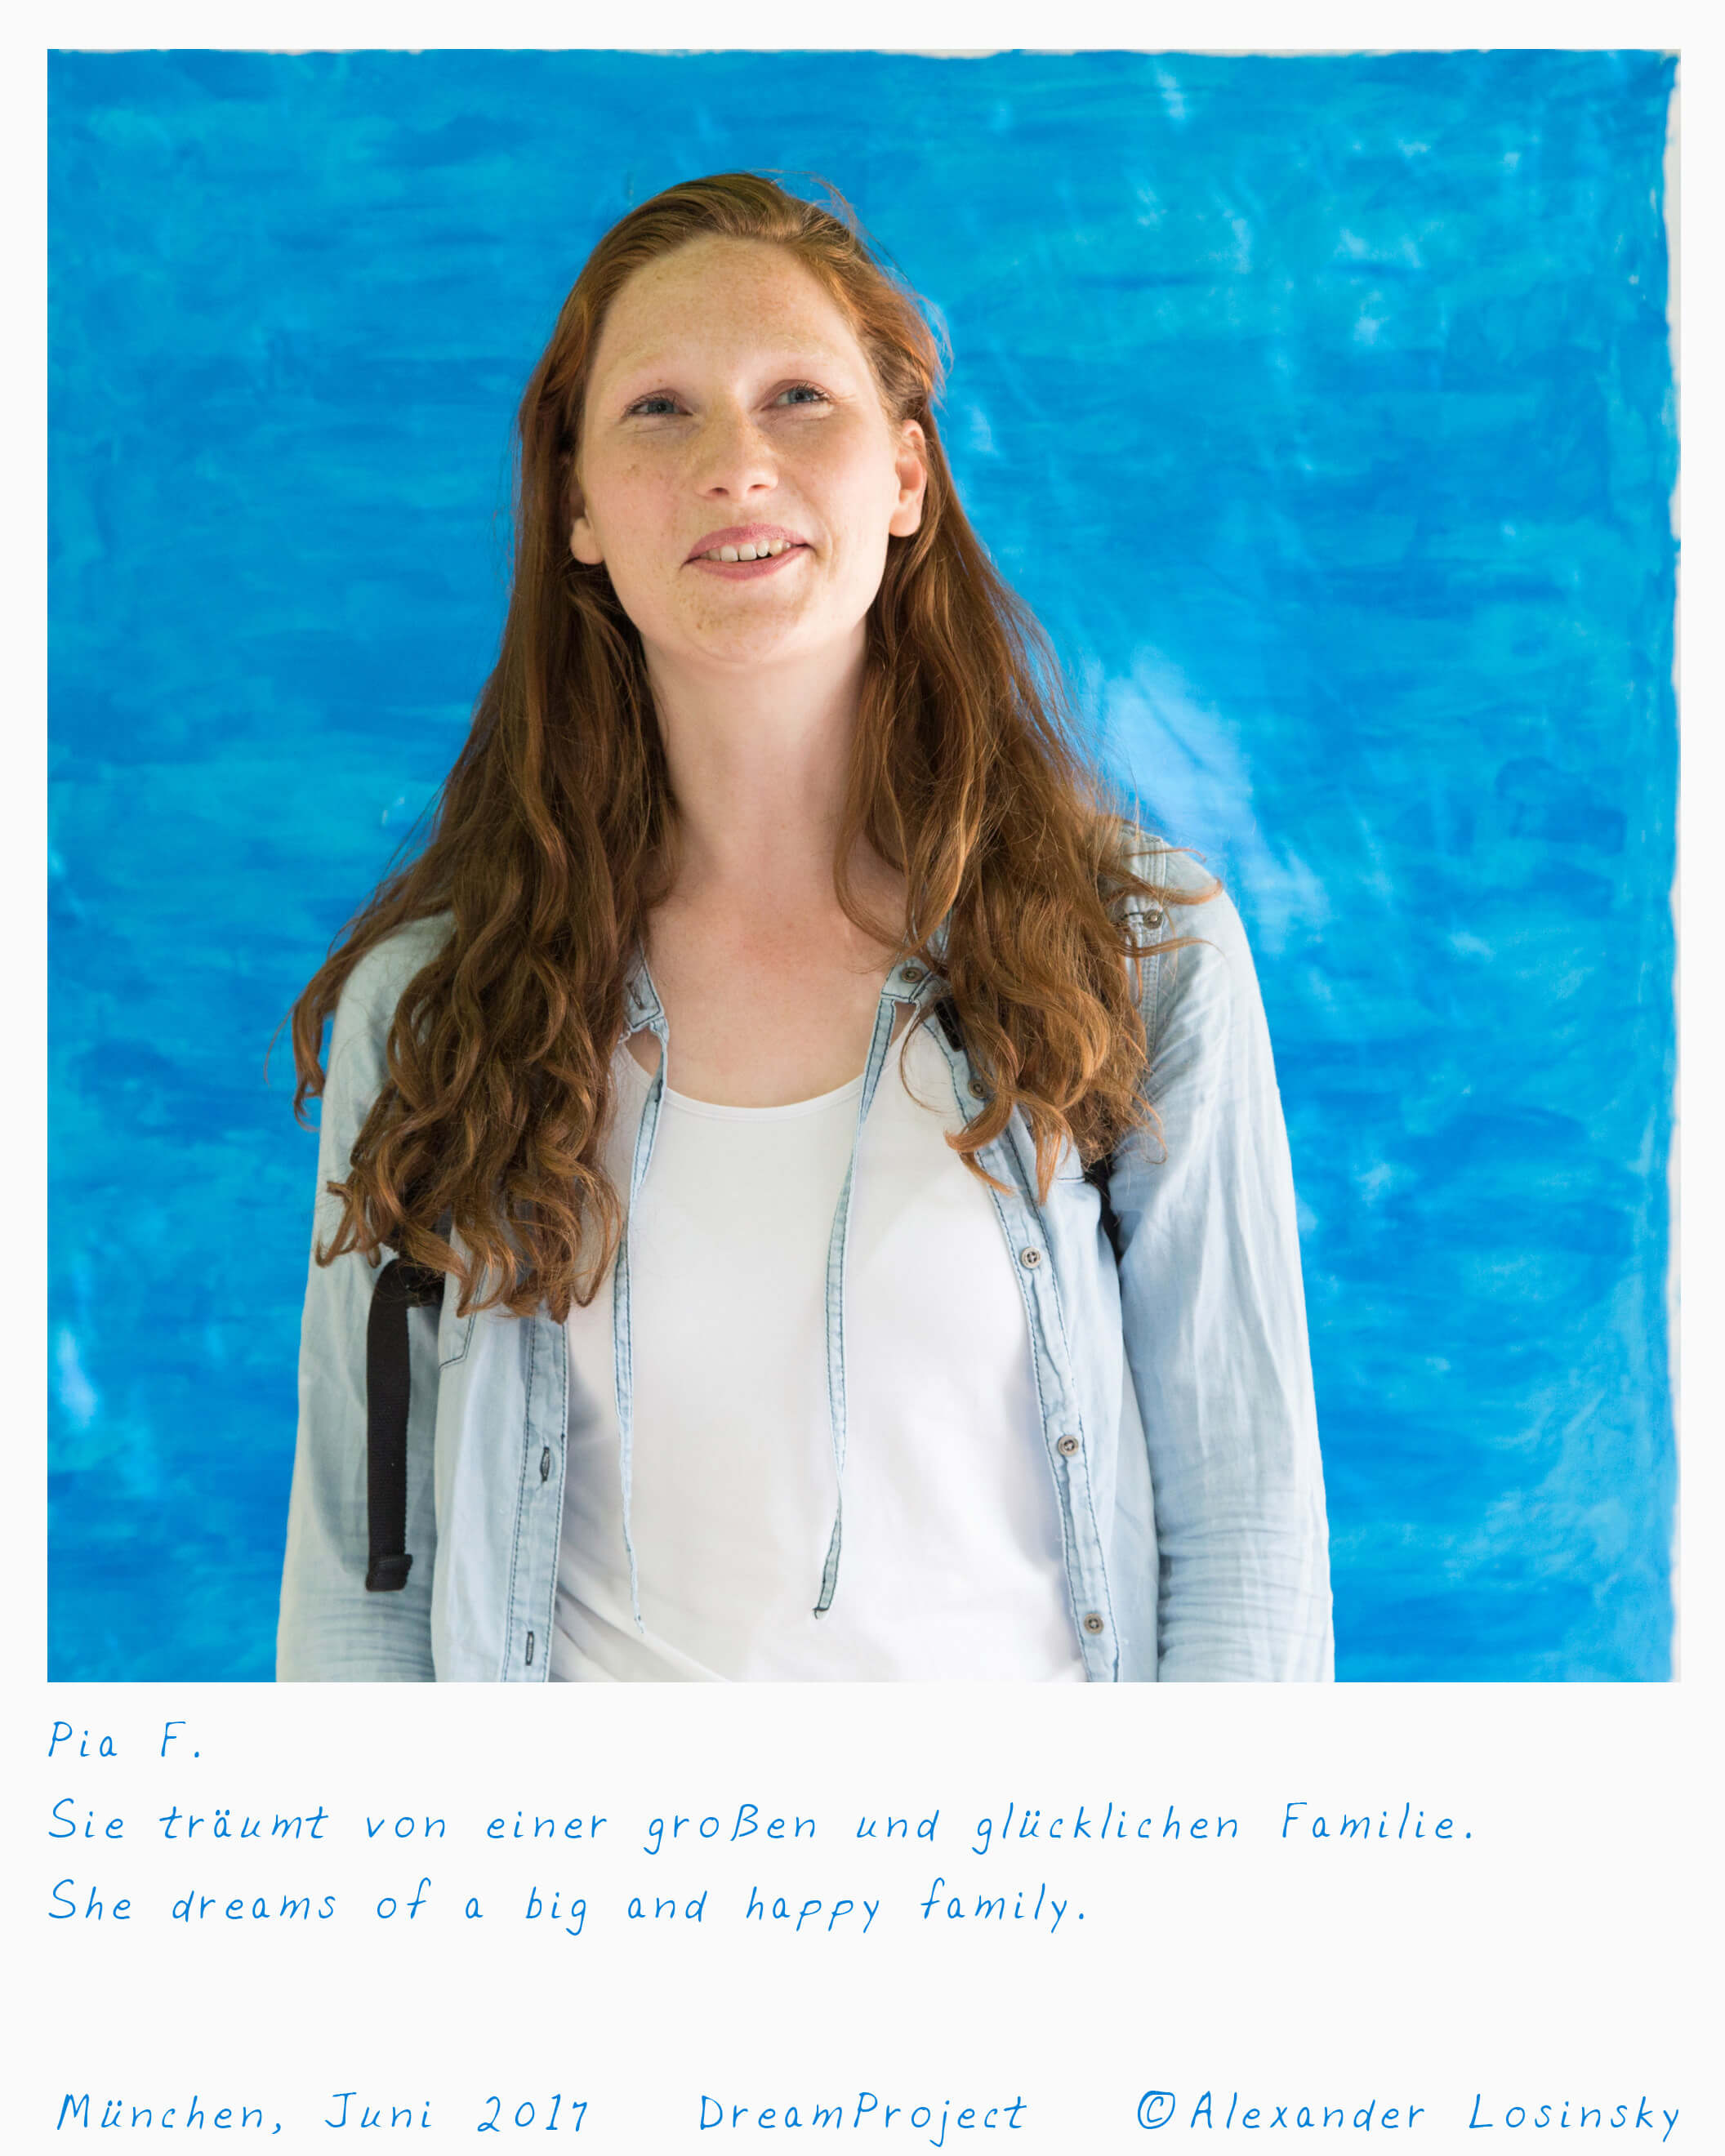 Pia F.
Sie träumt von einer großen und glücklichen Familie.
She dreams of a big and happy family.
München, Juni 2017 DreamProject ©Alexander Losinsky